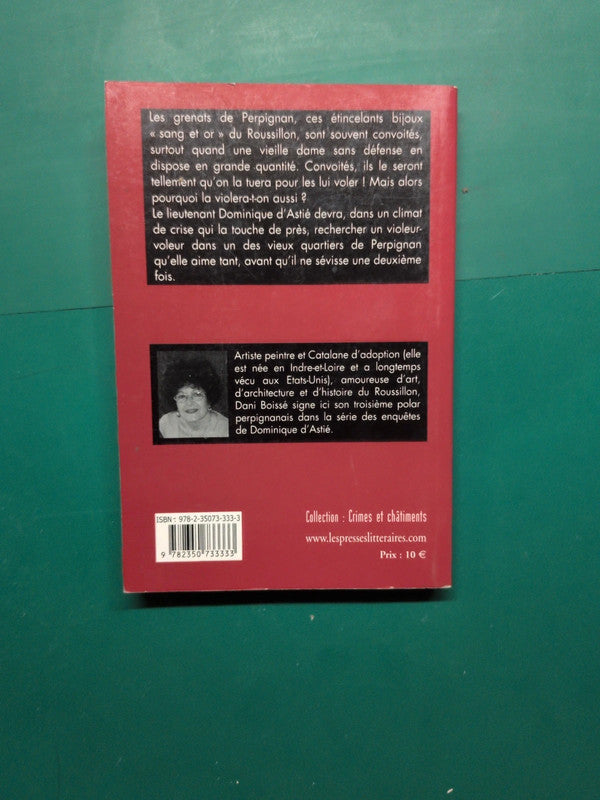 Les grenats de Perpignan, ces étincelants bijoux
« sang et or » du Roussillon, sont souvent convoités,
surtout quand une vieille dame sans défense en
dispose en grande quantité. Convoités, ils le seront
tellement qu'on la tuera pour les lui voler ! Mais alors
pourquoi la violera-t-on aussi ?
Le lieutenant Dominique d'Astié devra, dans un climat
de crise qui la touche de près, rechercher un violeur-
voleur dans un des vieux quartiers de Perpignan
qu'elle aime tant, avant qu'il ne sévisse une deuxième
fois.
Artiste peintre et Catalane d'adoption (elle
est née en Indre-et-Loire et a longtemps
vécu aux Etats-Unis), amoureuse d'art,
d'architecture et d'histoire du Roussillon,
Dani Boissé signe ici son troisième polar
perpignanais dans la série des enquêtes
de Dominique d'Astié.
ISBN : 978-2-35073-333-3
9 782350 733333
Collection : Crimes et châtiments
www.lespresseslitteraires.com
Prix : 10 €